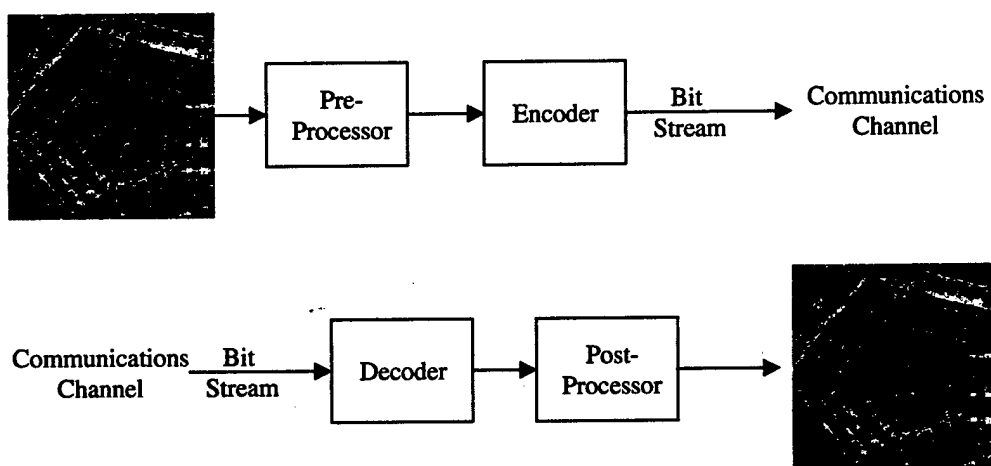 Pre-
Processor
Encoder
Bit
Stream
Communications
Channel
Communications
Channel
Bit
Stream
Decoder
Post-
Processor